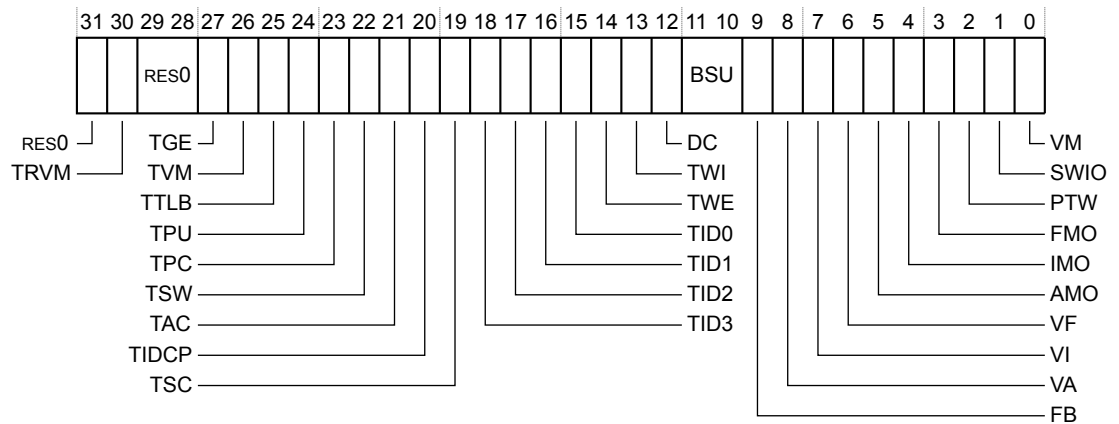 31 30 29 28 27 26 25 24 23 22 21 20 19 18 17 16 15 14 13 12 11 10 9 8 7 6 5 4 3 2 1 0
RES0 BSU
RES0 TGE DC VM
TRVM TVM TWI SWIO
TTLB TWE PTW
TPU TID0 FMO
TPC TID1 IMO
TSW TID2 AMO
TAC TID3 VF
TIDCP VI
TSC VA
FB